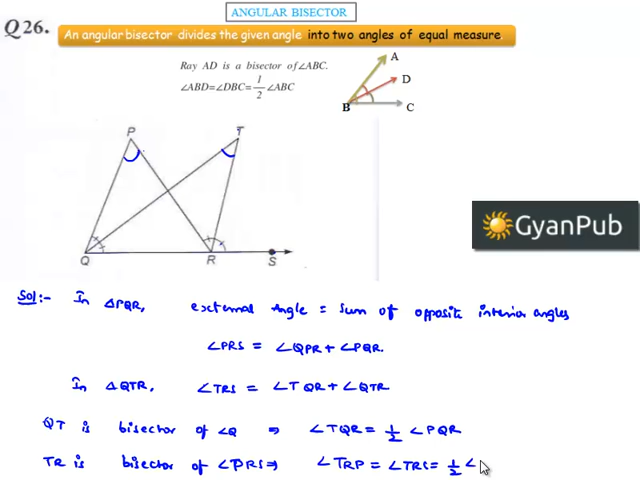 ANGULAR BISECTOR
Q26.
An angular bisector divides the given angle into two angles of equal measure
Ray AD is a bisector of∠ABC.
∠ABD=∠DBC=1/2 ∠ABC
A
D
B
C
P
T
Q
R
S
GyanPub
Sol:- In △PQR, external Angle = Sum of opposite interior angles
∠PRS = ∠QPR + ∠PQR.
In △QTR, ∠TRS = ∠TQR + ∠QTR
QT is bisector of ∠Q ⇒ ∠TQR = 1/2 ∠PQR
TR is bisector of ∠PRS ⇒ ∠TRP = ∠TRS = 1/2 ∠